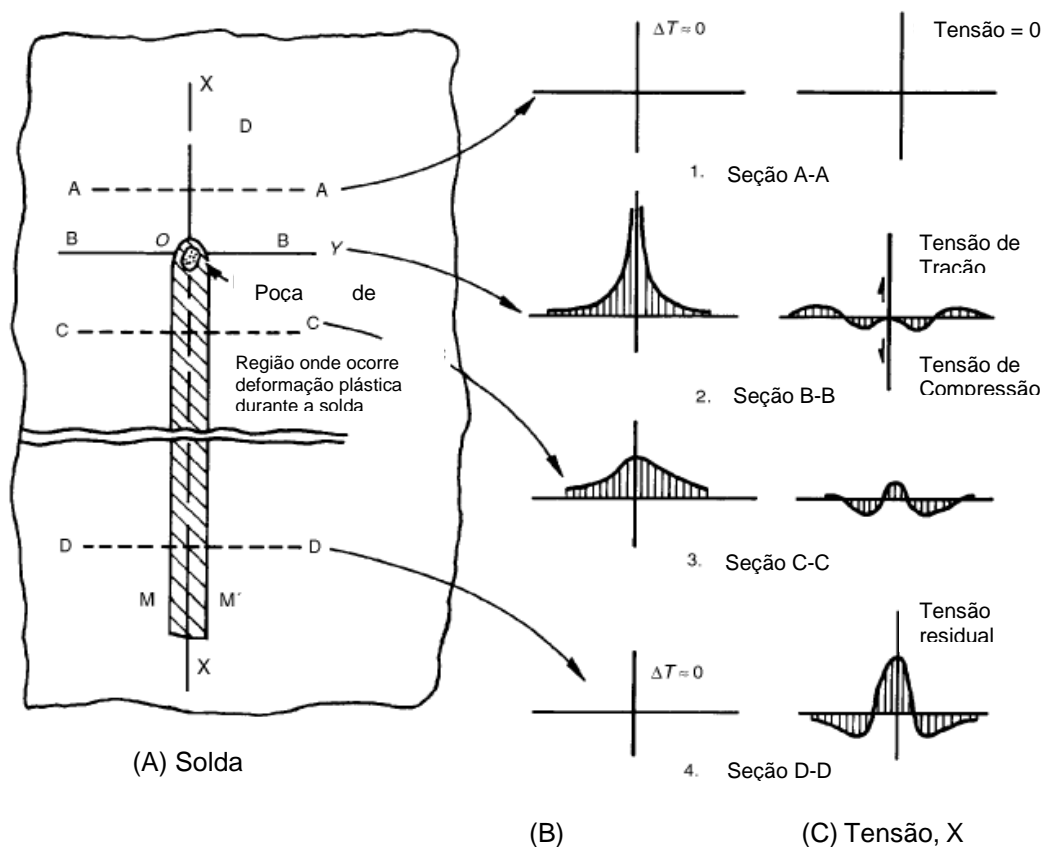 X
D
A
A
B
O
B
Y
Poça de
C
C
Região onde ocorre
deformação plástica
durante a solda
D
D
M
M´
X
(A) Solda
ΔT ≈ 0
Tensão = 0
1. Seção A-A
Tensão de
Tração
Tensão de
Compressão
2. Seção B-B
3. Seção C-C
Tensão
residual
ΔT ≈ 0
4. Seção D-D
(B)
(C) Tensão, X